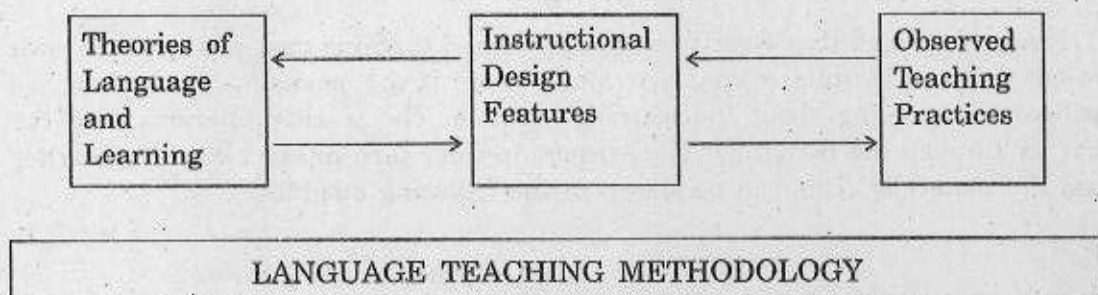 Theories of
Language
and
Learning
Instructional
Design
Features
Observed
Teaching
Practices
LANGUAGE TEACHING METHODOLOGY